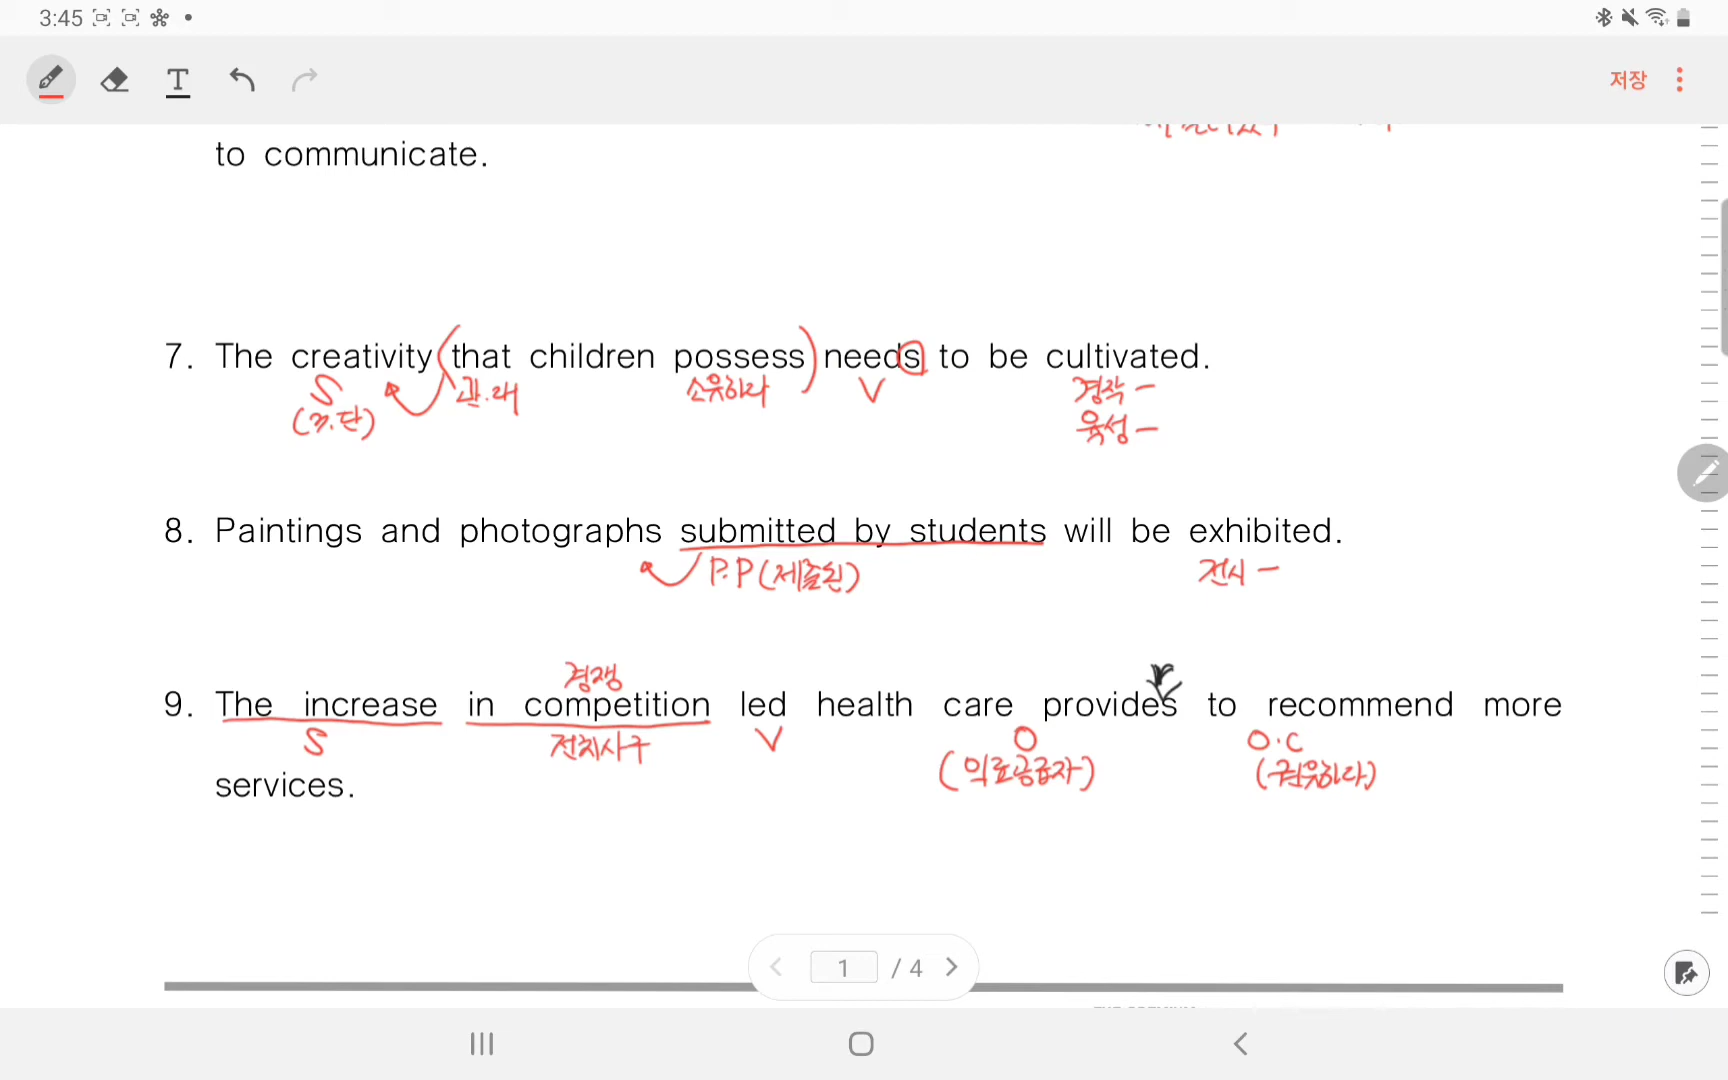 3:45
저장
to communicate.
7. The creativity (that children possess) needs to be cultivated.
S 관.대 소유하다 V 경작 -
(3.단) 육성 -
8. Paintings and photographs submitted by students will be exhibited.
P.P (제출된) 전시 -
경쟁 r
9. The increase in competition led health care provides to recommend more
S 전치사구 V O O.C
(의료공급자) (권유하다)
services.
1 / 4